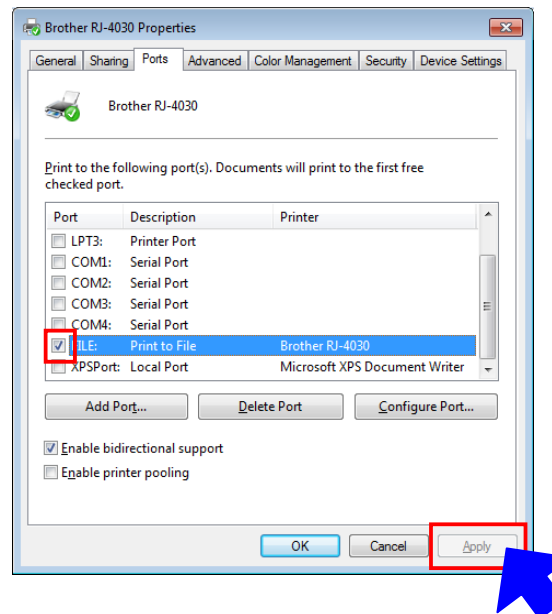 Brother RJ-4030 Properties
General Sharing Ports Advanced Color Management Security Device Settings
Brother RJ-4030
Print to the following port(s). Documents will print to the first free
checked port.
Port Description Printer
LPT3: Printer Port
COM1: Serial Port
COM2: Serial Port
COM3: Serial Port
COM4: Serial Port
FILE: Print to File Brother RJ-4030
XPSPort: Local Port Microsoft XPS Document Writer
Add Port... Delete Port Configure Port...
Enable bidirectional support
Enable printer pooling
OK Cancel Apply